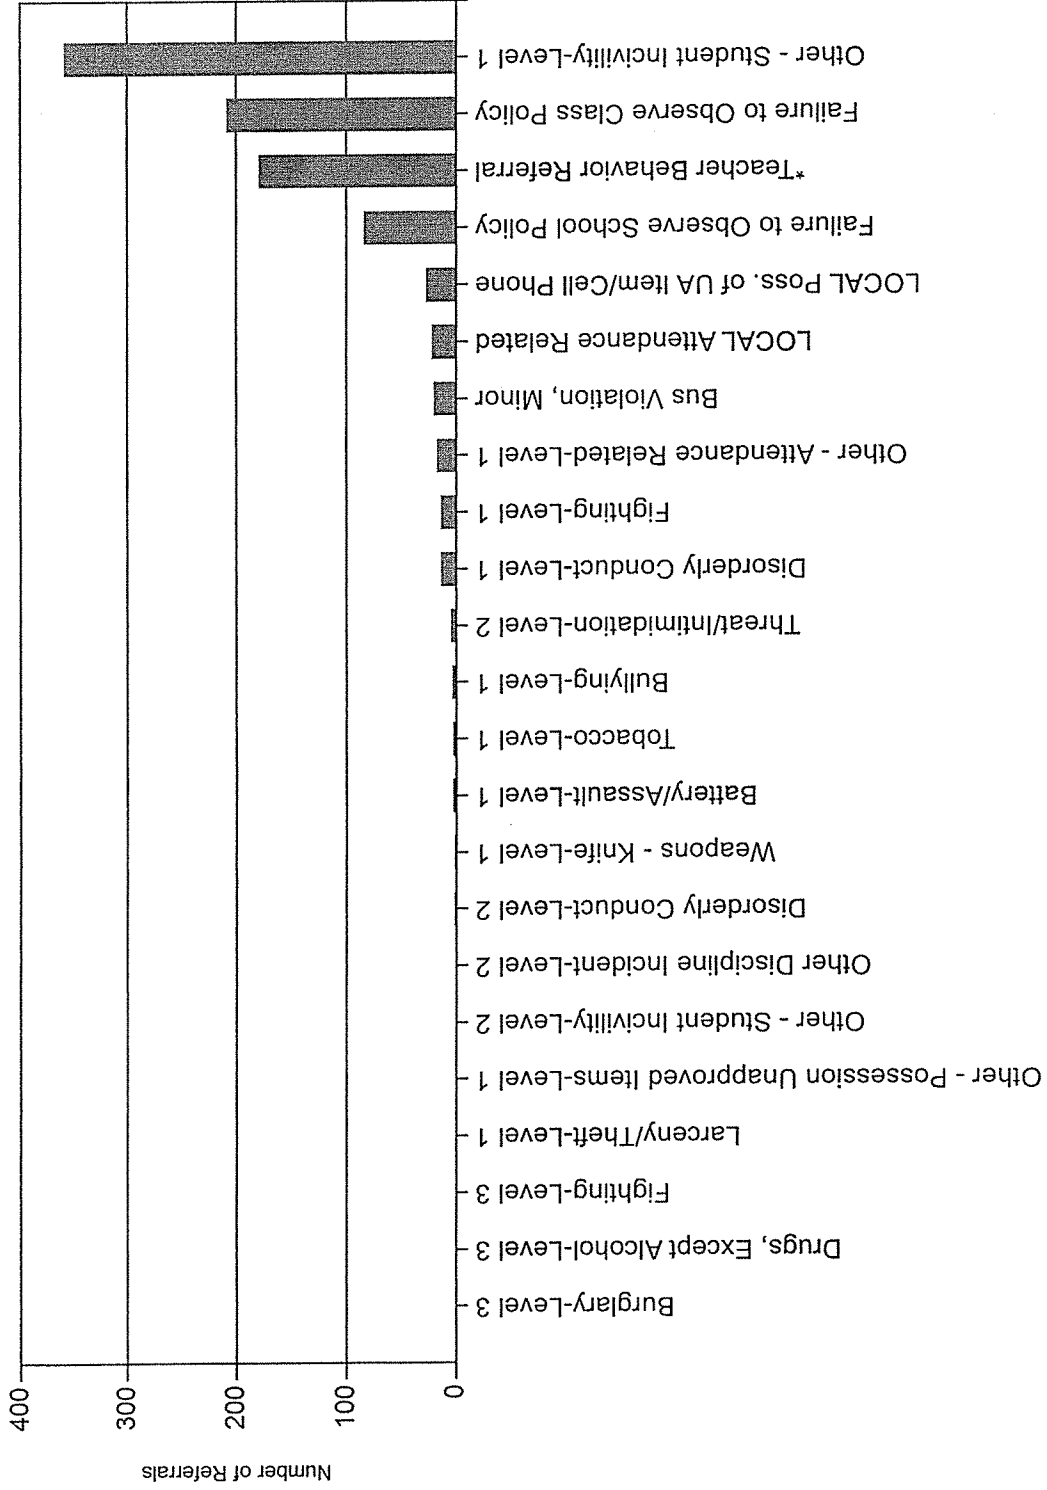 Number of Referrals
0
100
200
300
400
Burglary-Level 3
Drugs, Except Alcohol-Level 3
Fighting-Level 3
Larceny/Theft-Level 1
Other - Possession Unapproved Items-Level 1
Other - Student Incivility-Level 2
Other Discipline Incident-Level 2
Disorderly Conduct-Level 2
Weapons - Knife-Level 1
Battery/Assault-Level 1
Tobacco-Level 1
Bullying-Level 1
Threat/Intimidation-Level 2
Disorderly Conduct-Level 1
Fighting-Level 1
Other - Attendance Related-Level 1
Bus Violation, Minor
LOCAL Attendance Related
LOCAL Poss. of UA Item/Cell Phone
Failure to Observe School Policy
*Teacher Behavior Referral
Failure to Observe Class Policy
Other - Student Incivility-Level 1